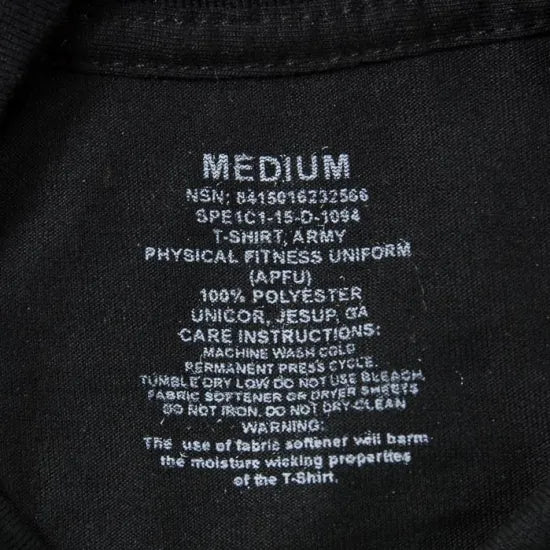 MEDIUM
NSN: 8415016232566
SPE1C1-15-D-1094
T-SHIRT, ARMY
PHYSICAL FITNESS UNIFORM
(APFU)
100% POLYESTER
UNICOR, JESUP, GA
CARE INSTRUCTIONS:
MACHINE WASH COLD
PERMANENT PRESS CYCLE.
TUMBLE DRY LOW DO NOT USE BLEACH,
FABRIC SOFTENER OR DRYER SHEETS
DO NOT IRON. DO NOT DRY-CLEAN
WARNING:
The use of fabric softener will harm
the moisture wicking properties
of the T-Shirt.